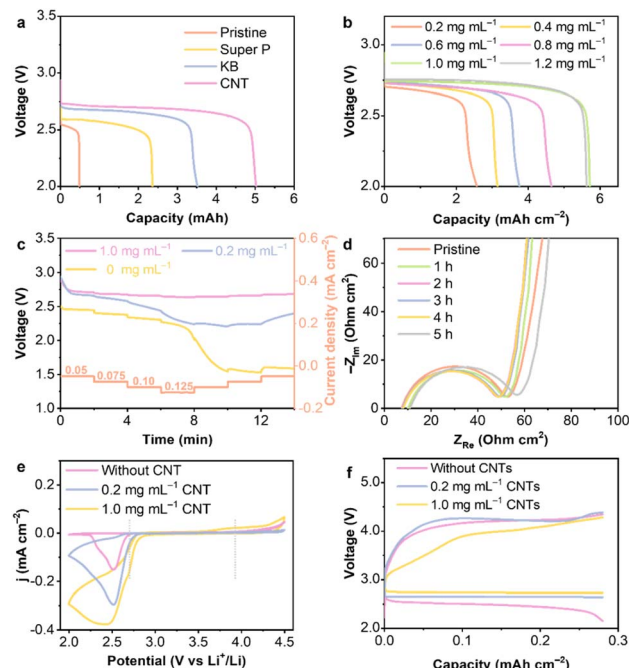 a
Pristine
Super P
KB
CNT
3.5
3.0
2.5
2.0
Voltage (V)
0 1 2 3 4 5 6
Capacity (mAh)
b
0.2 mg mL⁻¹ 0.4 mg mL⁻¹
0.6 mg mL⁻¹ 0.8 mg mL⁻¹
1.0 mg mL⁻¹ 1.2 mg mL⁻¹
3.2
2.8
2.4
2.0
Voltage (V)
0 2 4 6
Capacity (mAh cm⁻²)
c
1.0 mg mL⁻¹ 0.2 mg mL⁻¹
0 mg mL⁻¹
3.5
3.0
2.5
2.0
1.5
1.0
Voltage (V)
0.05 0.075 0.10 0.125
0.6
0.4
0.2
0.0
-0.2
Current density (mA cm⁻²)
0 4 8 12
Time (min)
d
Pristine
1 h
2 h
3 h
4 h
5 h
60
40
20
0
−Z_Im (Ohm cm²)
0 20 40 60 80 100
Z_Re (Ohm cm²)
e
Without CNT
0.2 mg mL⁻¹ CNT
1.0 mg mL⁻¹ CNT
0.4
0.2
0.0
-0.2
-0.4
j (mA cm⁻²)
2.0 2.5 3.0 3.5 4.0 4.5
Potential (V vs Li⁺/Li)
f
Without CNTs
0.2 mg mL⁻¹ CNTs
1.0 mg mL⁻¹ CNTs
6.0
5.0
4.0
3.0
2.0
Voltage (V)
0.0 0.1 0.2 0.3
Capacity (mAh cm⁻²)